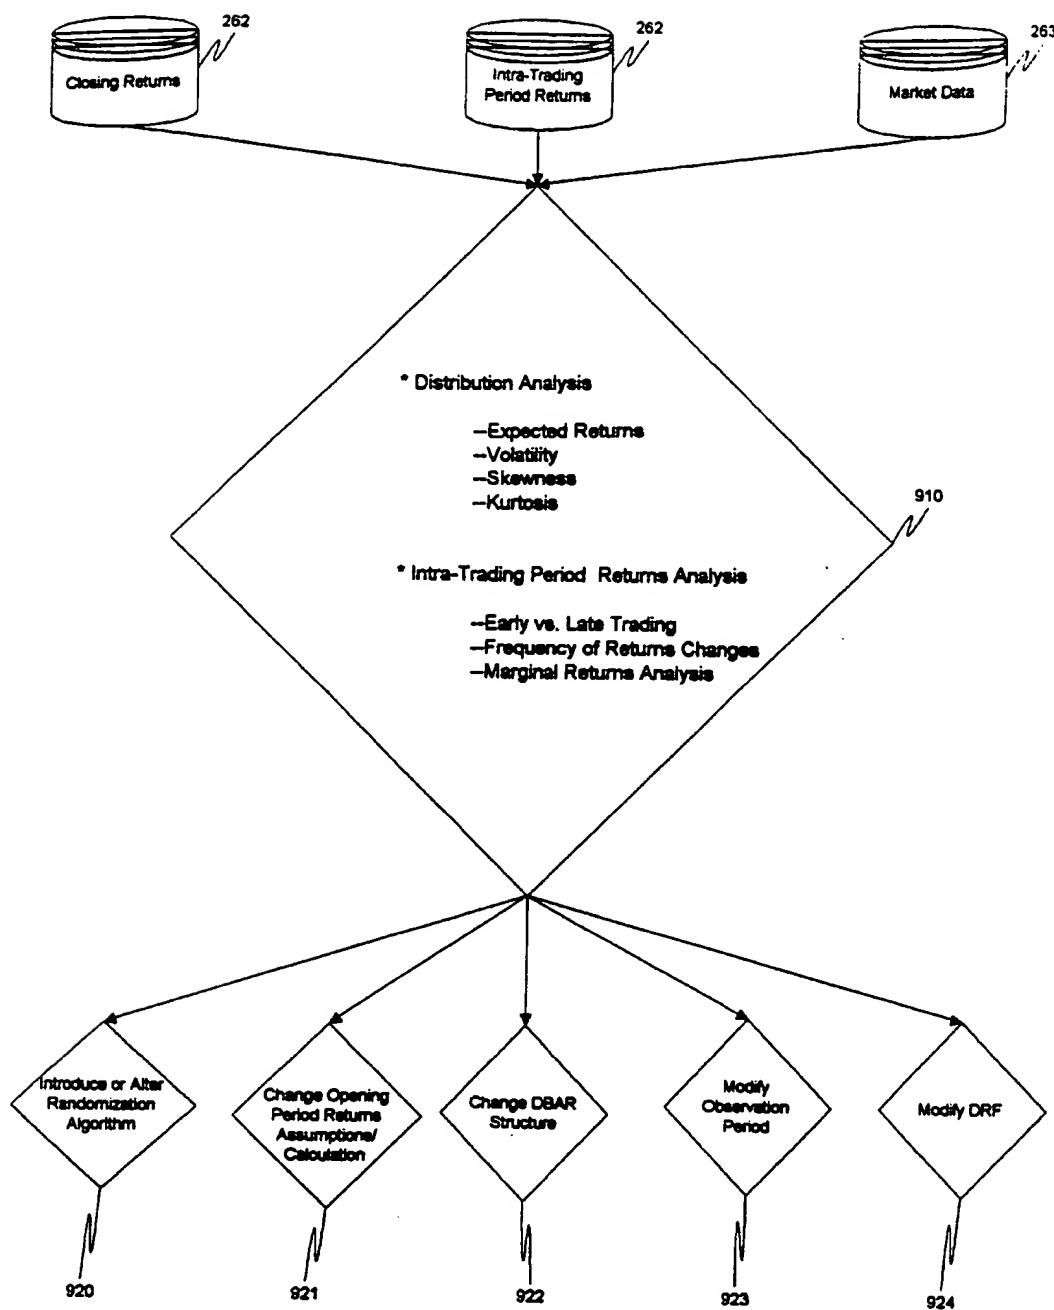 262
262
263
Closing Returns
Intra-Trading
Period Returns
Market Data
* Distribution Analysis
--Expected Returns
--Volatility
--Skewness
--Kurtosis
910
* Intra-Trading Period Returns Analysis
--Early vs. Late Trading
--Frequency of Returns Changes
--Marginal Returns Analysis
Introduce or Alter
Randomization
Algorithm
Change Opening
Period Returns
Assumptions/
Calculation
Change DBAR
Structure
Modify
Observation
Period
Modify DRF
920
921
922
923
924